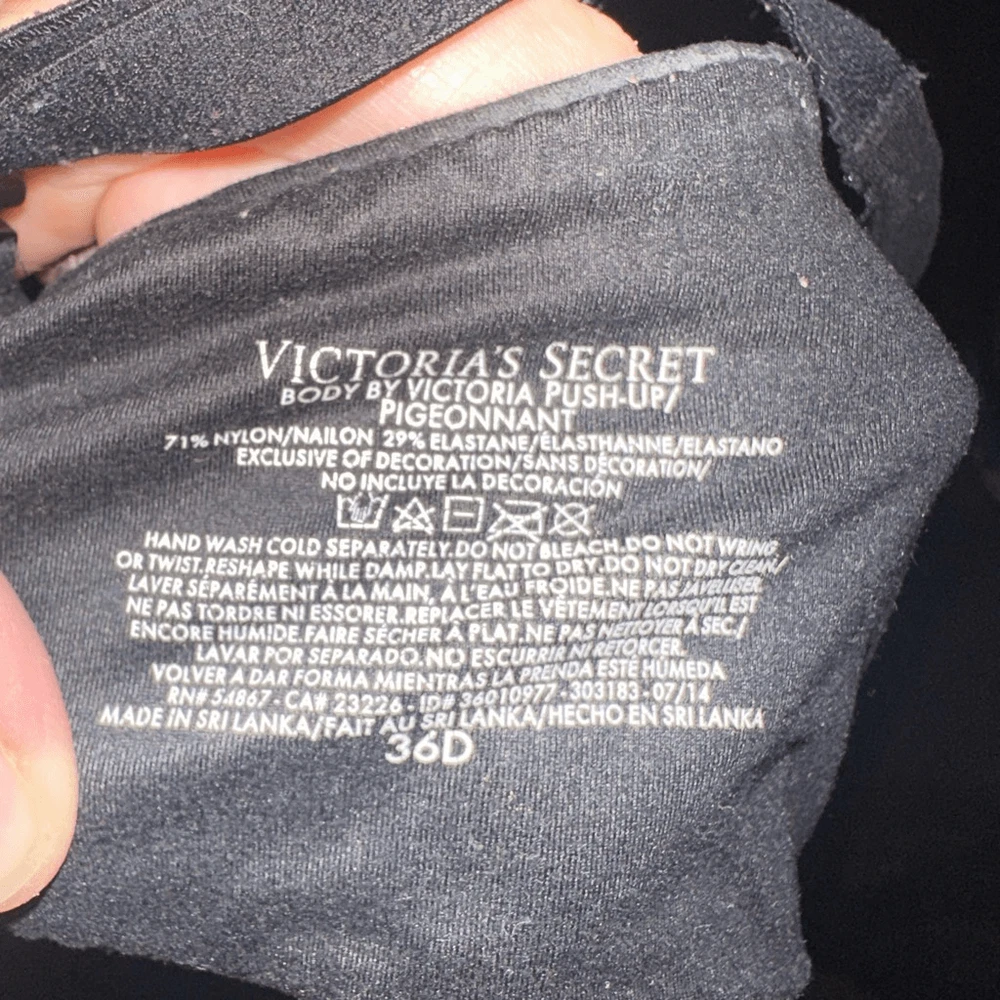 VICTORIA'S SECRET
BODY BY VICTORIA PUSH-UP/
PIGEONNANT
71% NYLON/NAILON 29% ELASTANE/ÉLASTHANNE/ELASTANO
EXCLUSIVE OF DECORATION/SANS DÉCORATION/
NO INCLUYE LA DECORACIÓN
HAND WASH COLD SEPARATELY.DO NOT BLEACH.DO NOT WRING
OR TWIST.RESHAPE WHILE DAMP.LAY FLAT TO DRY.DO NOT DRY CLEAN/
LAVER SÉPARÉMENT À LA MAIN, À L'EAU FROIDE.NE PAS JAVELLISER.
NE PAS TORDRE NI ESSORER.REPLACER LE VÊTEMENT LORSQU'IL EST
ENCORE HUMIDE.FAIRE SÉCHER À PLAT.NE PAS NETTOYER À SEC/
LAVAR POR SEPARADO.NO ESCURRIR NI RETORCER.
VOLVER A DAR FORMA MIENTRAS LA PRENDA ESTÉ HÚMEDA
RN# 54867 - CA# 23226 - ID# 36010977 - 303183 - 07/14
MADE IN SRI LANKA/FAIT AU SRI LANKA/HECHO EN SRI LANKA
36D